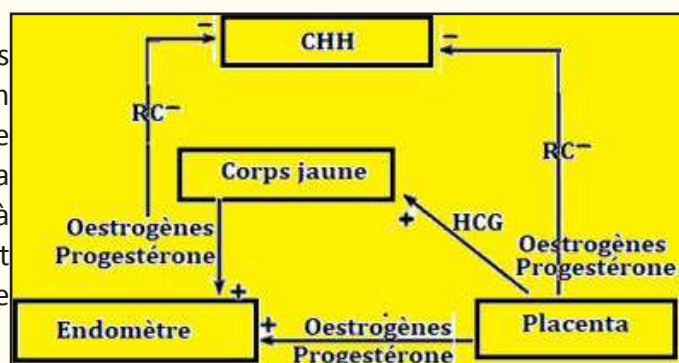 CHH
RC⁻
RC⁻
Corps jaune
HCG
Oestrogènes
Progestérone
Oestrogènes
Progestérone
Endomètre
Oestrogènes
Progestérone
Placenta
s
n
e
a
à
t
e